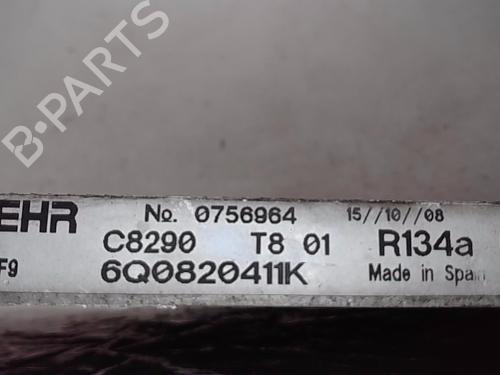 B-PARTS
EHR No. 0756964 15//10//08
C8290 T8 01 R134a
F9 6Q0820411K Made in Spain